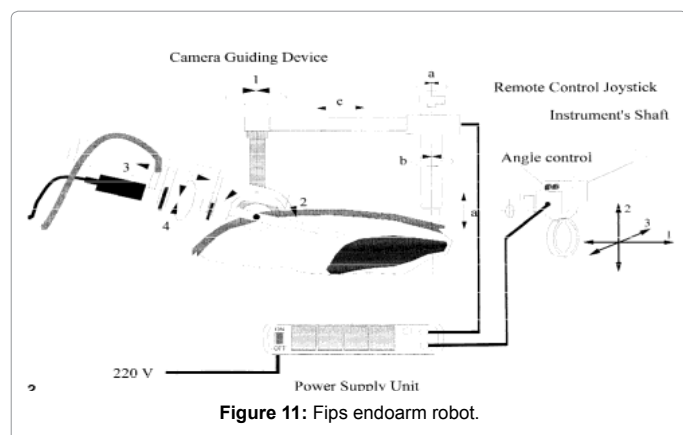 Camera Guiding Device
1
a
c
Remote Control Joystick
Instrument's Shaft
b
Angle control
3
2
4
a
2
3
1
ON
OFF
220 V
Power Supply Unit
Figure 11: Fips endoarm robot.